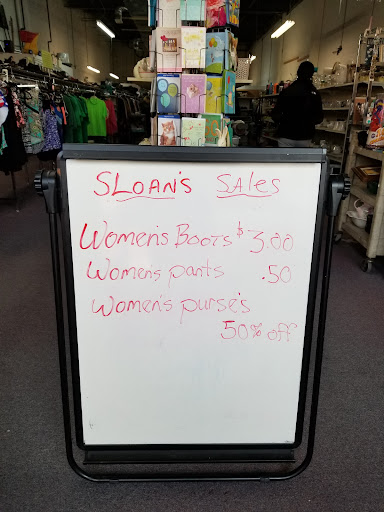 SLOAN'S SALES
Women's Boots $3.00
Women's pants .50
Women's purse's
50% off